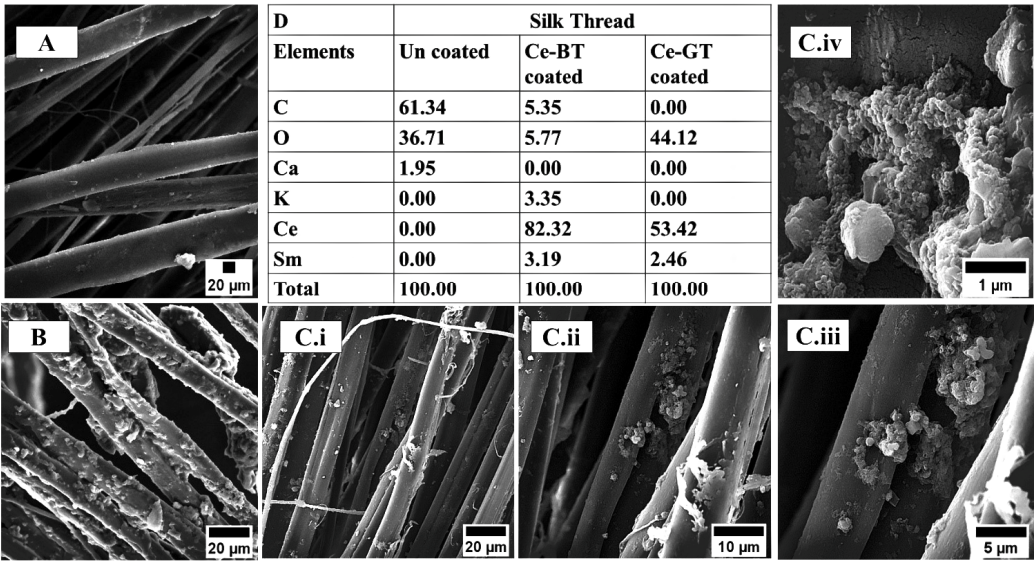 A
20 µm
D Silk Thread
Elements Un coated Ce-BT coated Ce-GT coated
C 61.34 5.35 0.00
O 36.71 5.77 44.12
Ca 1.95 0.00 0.00
K 0.00 3.35 0.00
Ce 0.00 82.32 53.42
Sm 0.00 3.19 2.46
Total 100.00 100.00 100.00
C.iv
1 µm
B
20 µm
C.i
20 µm
C.ii
10 µm
C.iii
5 µm